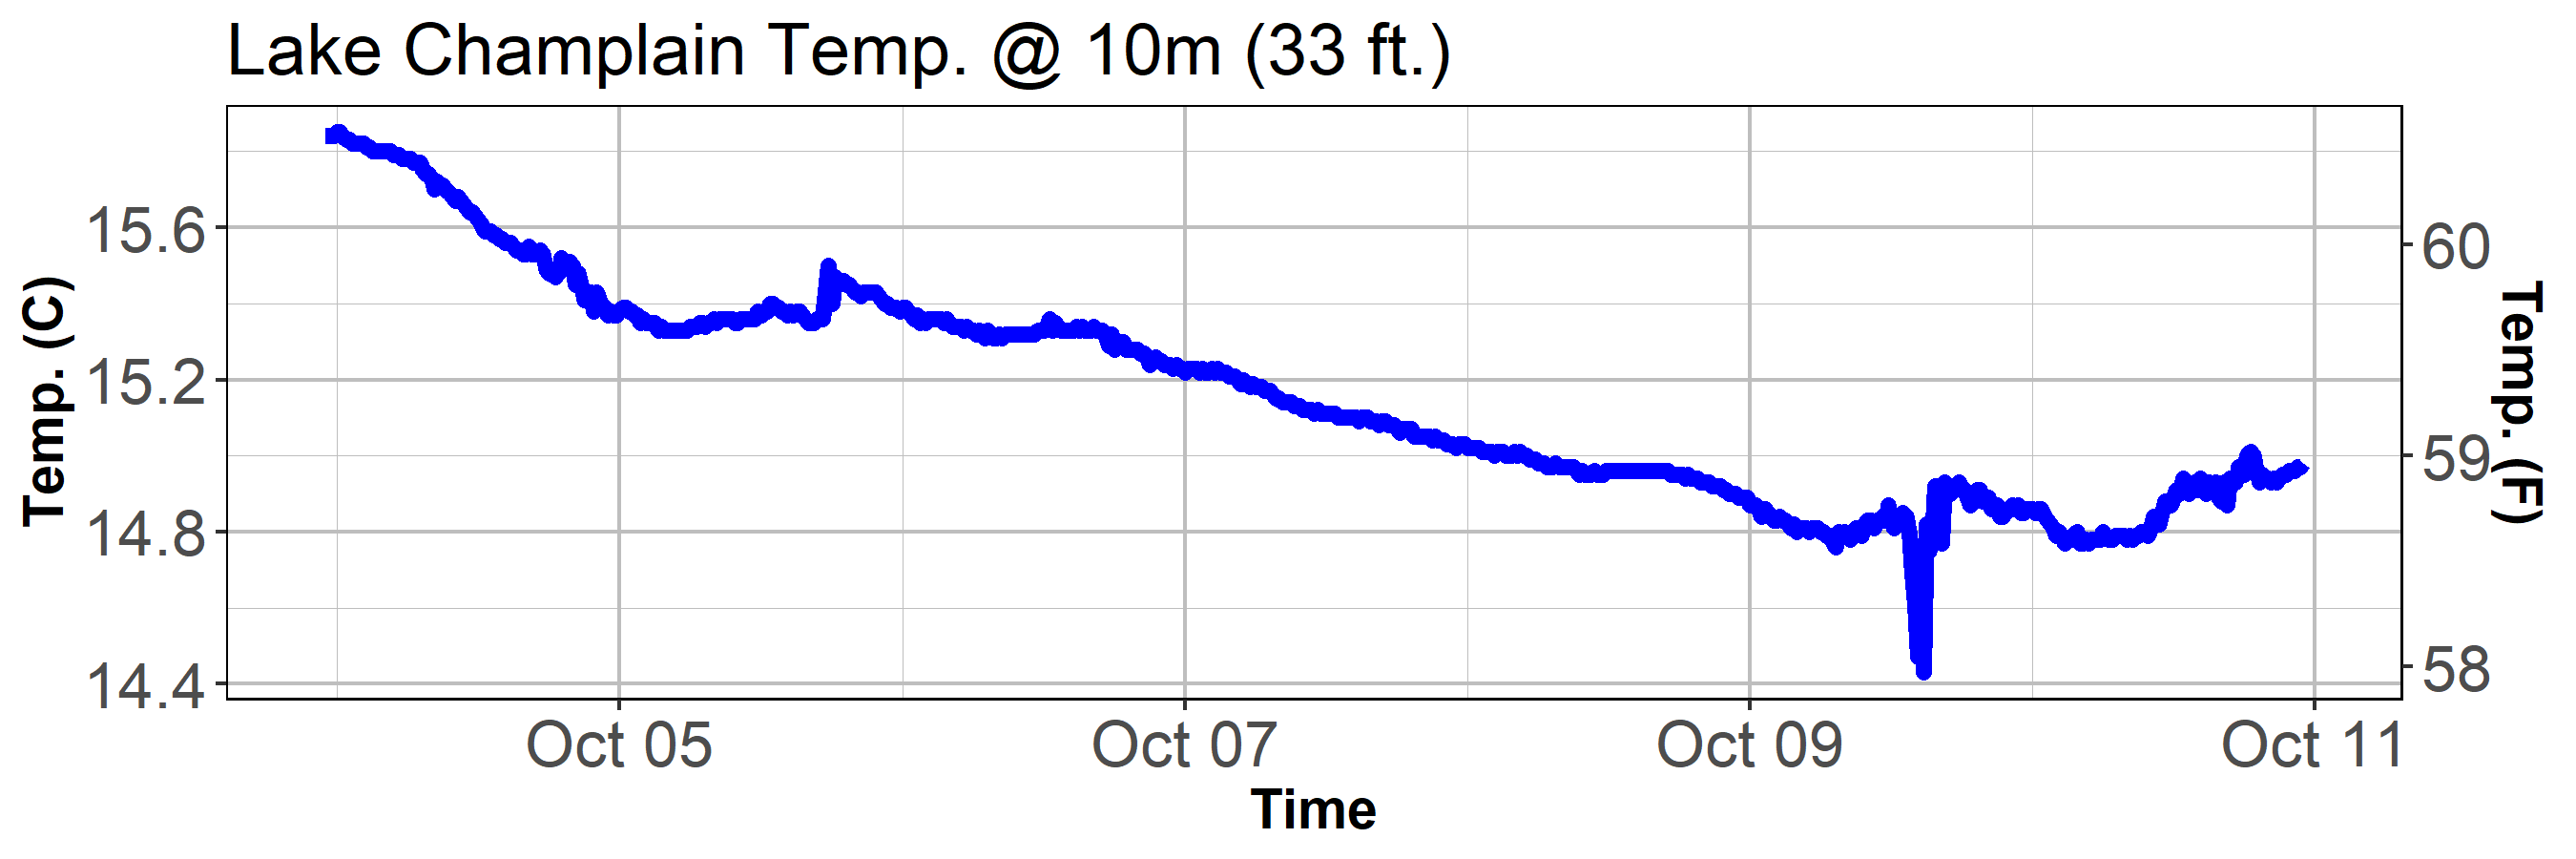 Lake Champlain Temp. @ 10m (33 ft.)
Temp. (C)
15.6
15.2
14.8
14.4
60
59
58
Temp. (F)
Oct 05 Oct 07 Oct 09 Oct 11
Time